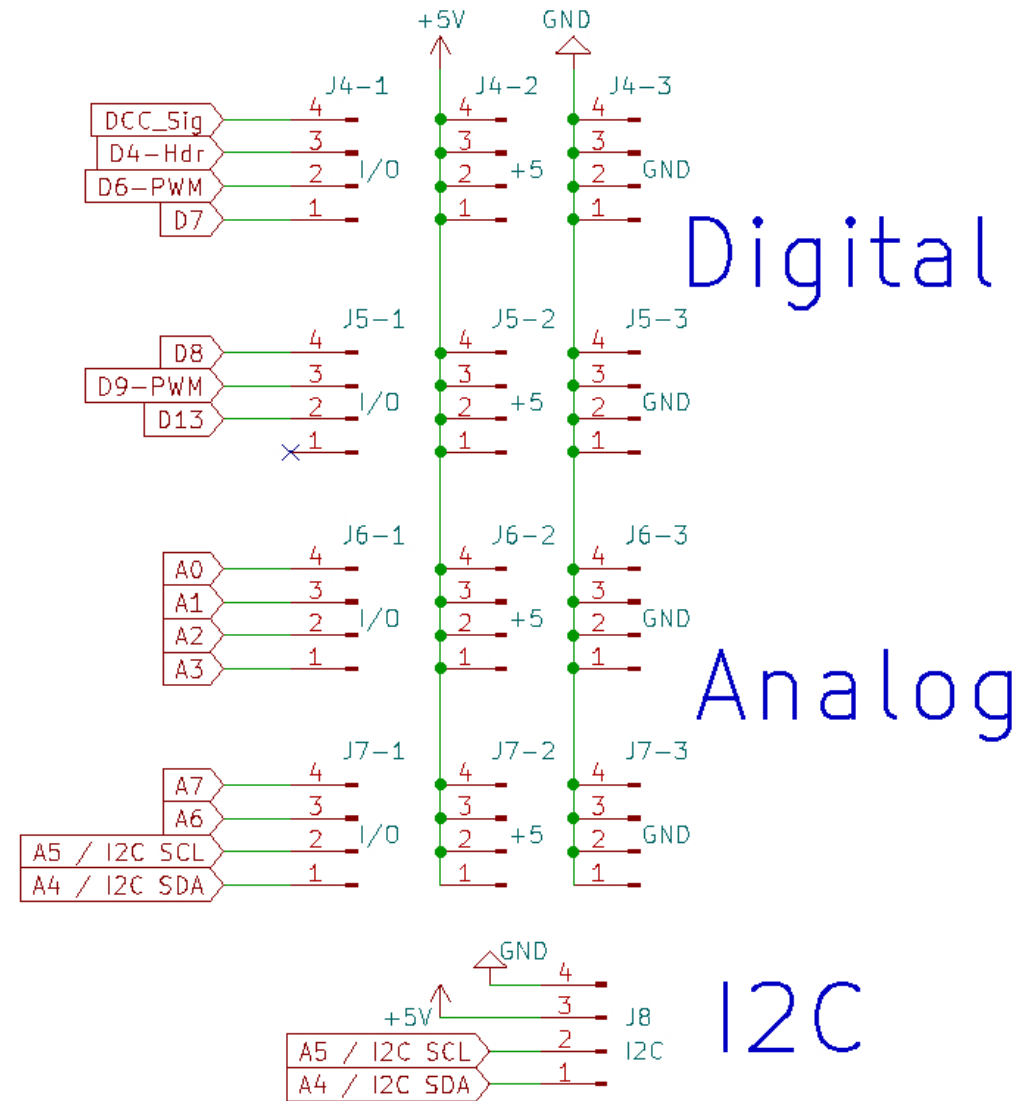 +5V GND
J4-1 J4-2 J4-3
DCC_Sig 4 4 4
D4-Hdr 3 3 3
I/O +5 GND
D6-PWM 2 2 2
D7 1 1 1
Digital
J5-1 J5-2 J5-3
D8 4 4 4
D9-PWM 3 3 3
I/O +5 GND
D13 2 2 2
1 1 1
J6-1 J6-2 J6-3
A0 4 4 4
A1 3 3 3
I/O +5 GND
A2 2 2 2
A3 1 1 1
Analog
J7-1 J7-2 J7-3
A7 4 4 4
A6 3 3 3
I/O +5 GND
A5 / I2C SCL 2 2 2
A4 / I2C SDA 1 1 1
GND
4
+5V 3 J8
A5 / I2C SCL 2 I2C
A4 / I2C SDA 1
I2C